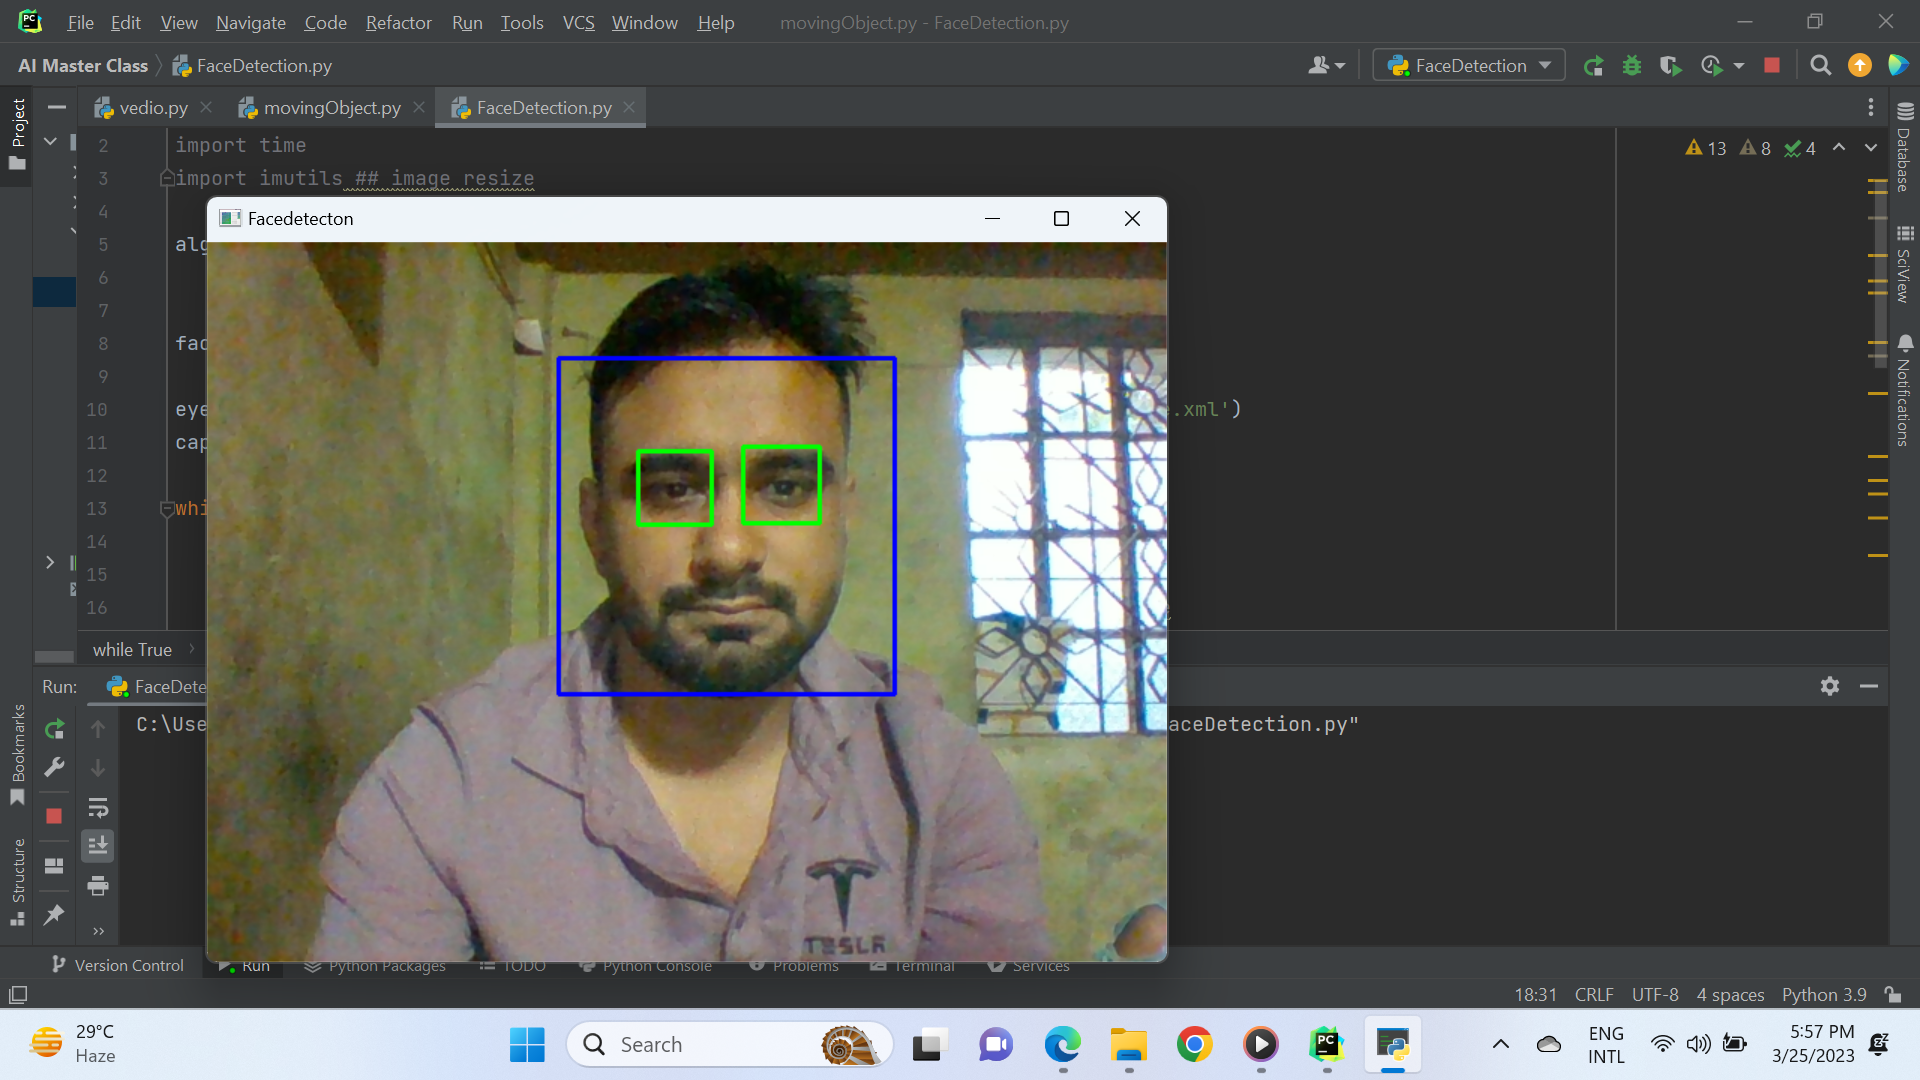 File Edit View Navigate Code Refactor Run Tools VCS Window Help movingObject.py - FaceDetection.py
AI Master Class FaceDetection.py FaceDetection
Project
vedio.py movingObject.py FaceDetection.py
2 import time
3 import imutils ## image resize
13 8 4
4
5 alg
6
7
8 fac
9
10 eye .xml')
11 cap
12
13 whi
14
15
16
Facedetecton
TESLA
while True
Run: FaceDete
C:\Use aceDetection.py"
Database
SciView
Notifications
Bookmarks
Structure
Version Control Run Python Packages TODO Python Console Problems Terminal Services
18:31 CRLF UTF-8 4 spaces Python 3.9
29°C
Haze
Search
ENG
INTL
5:57 PM
3/25/2023